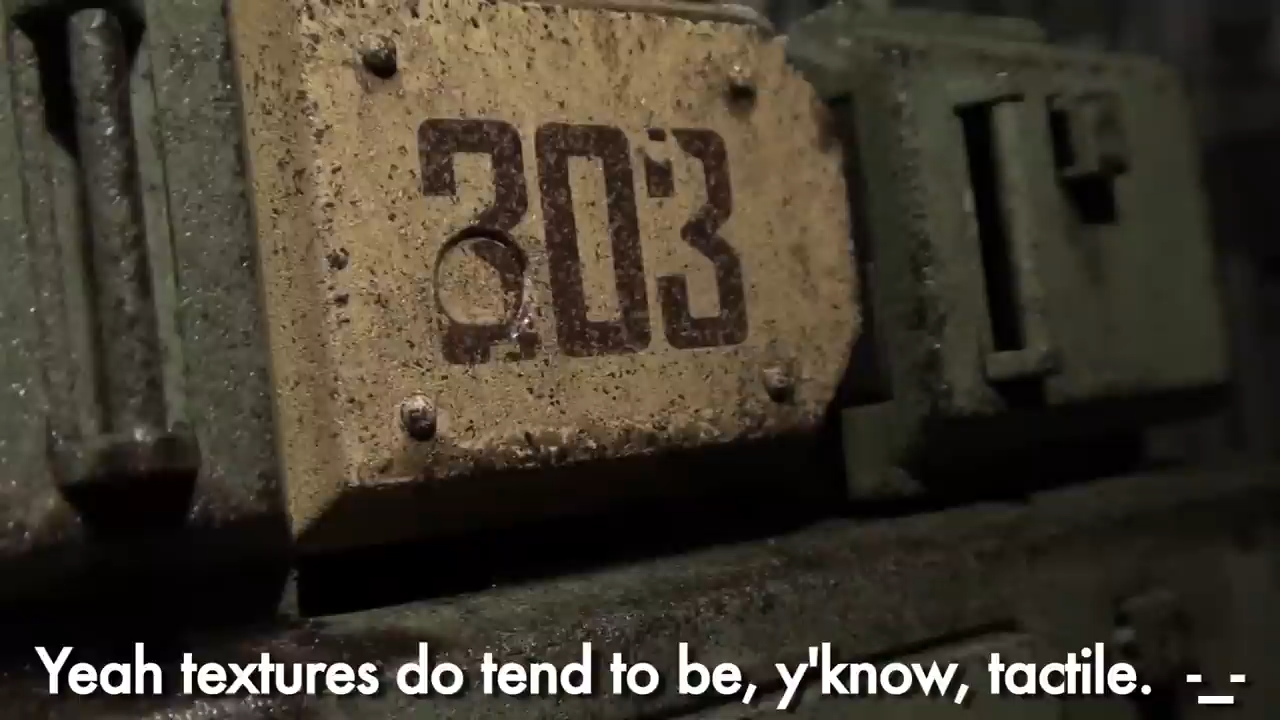 203
Yeah textures do tend to be, y'know, tactile. -_-